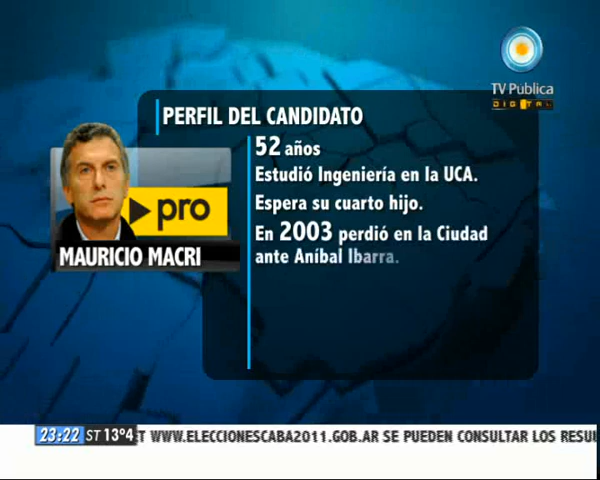 TV Publica
DIGITAL
PERFIL DEL CANDIDATO
52 años
Estudió Ingeniería en la UCA.
Espera su cuarto hijo.
En 2003 perdió en la Ciudad
ante Aníbal Ibarra.
pro
MAURICIO MACRI
23:22 ST 13°4 ET WWW.ELECCIONESCABA2011.GOB.AR SE PUEDEN CONSULTAR LOS RESU